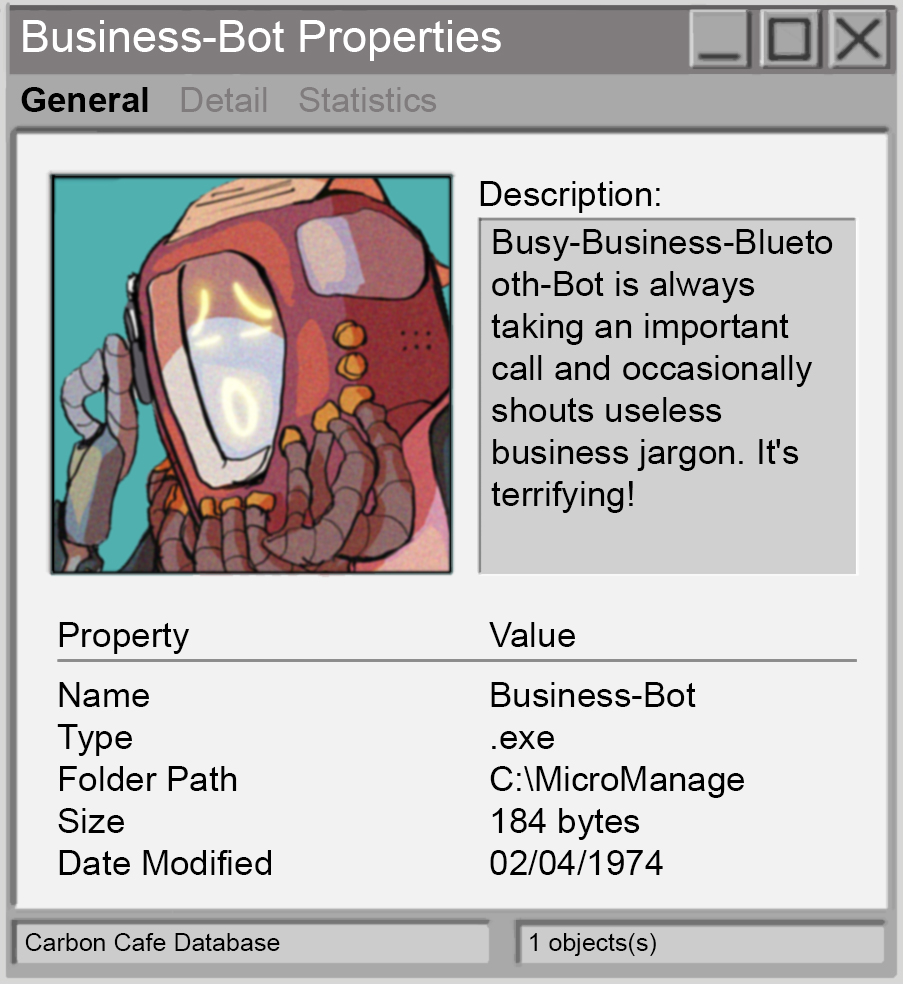 Business-Bot Properties
General Detail Statistics
Description:
Busy-Business-Blueto
oth-Bot is always
taking an important
call and occasionally
shouts useless
business jargon. It's
terrifying!
Property Value
Name Business-Bot
Type .exe
Folder Path C:\MicroManage
Size 184 bytes
Date Modified 02/04/1974
Carbon Cafe Database 1 objects(s)